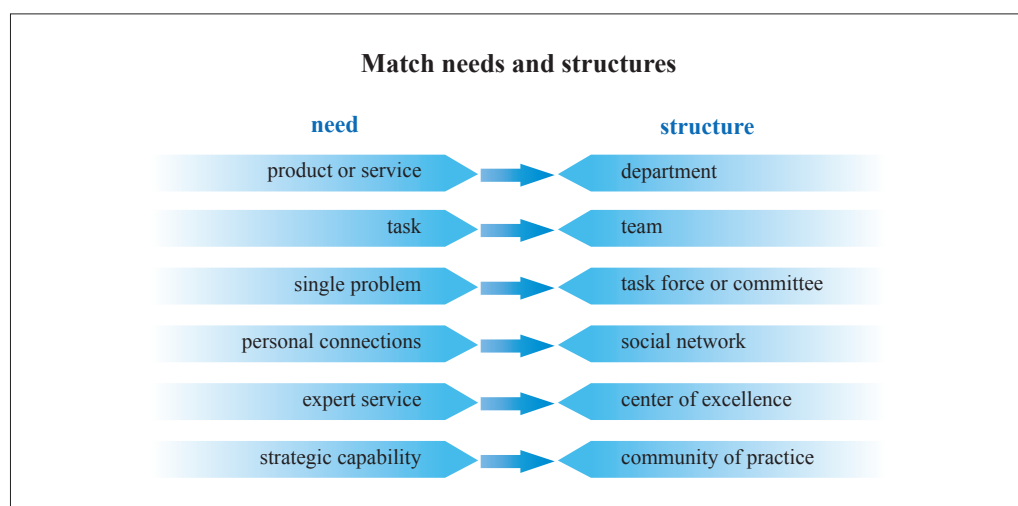 Match needs and structures
need structure
product or service department
task team
single problem task force or committee
personal connections social network
expert service center of excellence
strategic capability community of practice